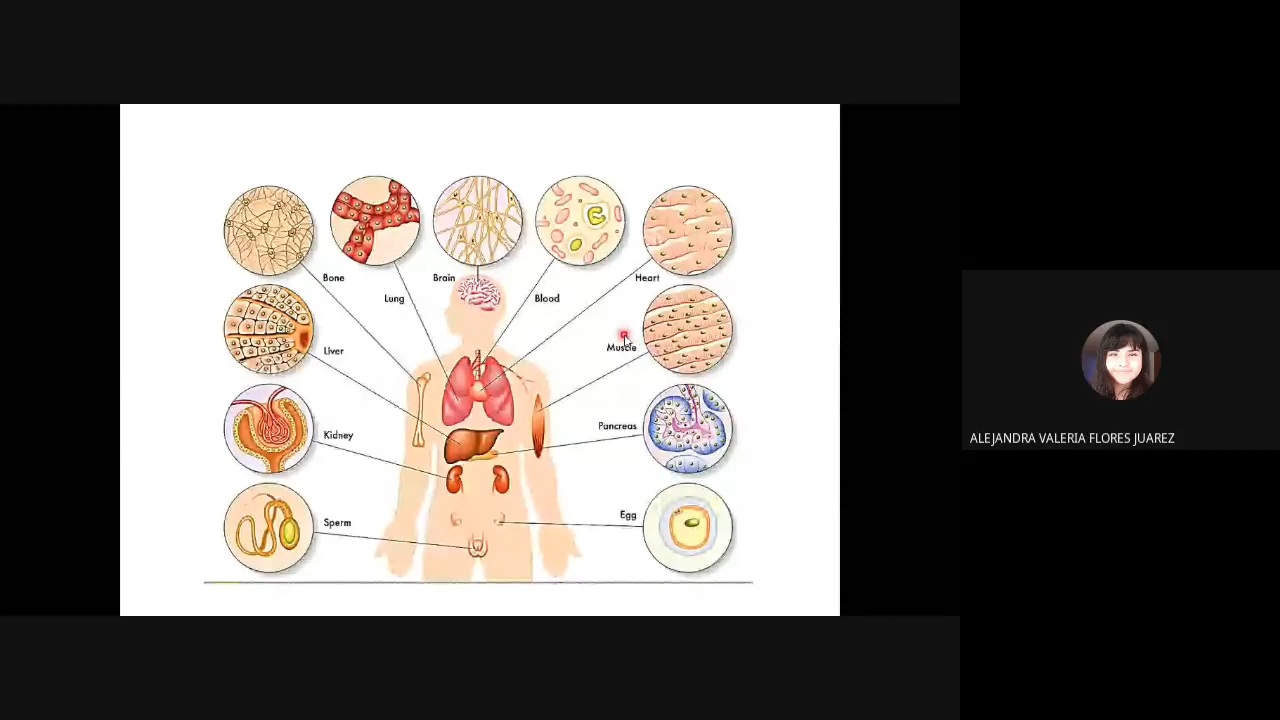 Bone
Brain
Heart
Lung
Blood
Muscle
Liver
Pancreas
Kidney
Egg
Sperm
ALEJANDRA VALERIA FLORES JUAREZ